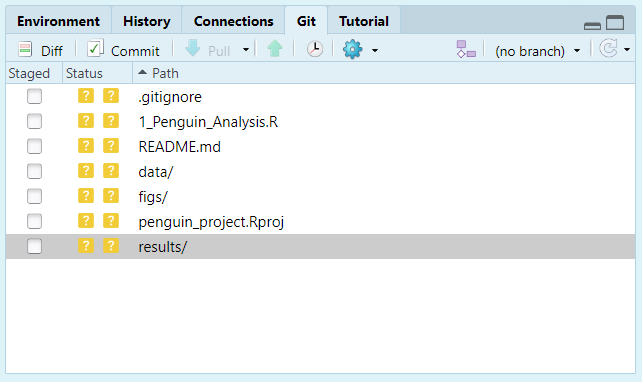 Environment History Connections Git Tutorial
Diff Commit Pull (no branch)
Staged Status Path
? ? .gitignore
? ? 1_Penguin_Analysis.R
? ? README.md
? ? data/
? ? figs/
? ? penguin_project.Rproj
? ? results/